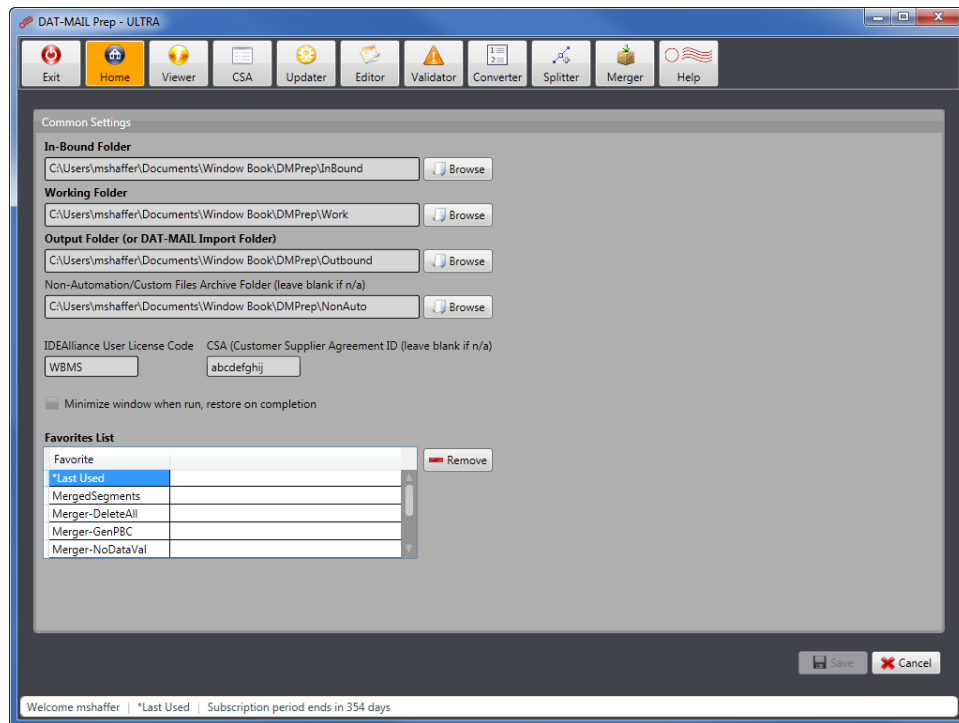 DAT-MAIL Prep - ULTRA
Exit Home Viewer CSA Updater Editor Validator Converter Splitter Merger Help
Common Settings
In-Bound Folder
C:\Users\mshaffer\Documents\Window Book\DMPrep\InBound Browse
Working Folder
C:\Users\mshaffer\Documents\Window Book\DMPrep\Work Browse
Output Folder (or DAT-MAIL Import Folder)
C:\Users\mshaffer\Documents\Window Book\DMPrep\Outbound Browse
Non-Automation/Custom Files Archive Folder (leave blank if n/a)
C:\Users\mshaffer\Documents\Window Book\DMPrep\NonAuto Browse
IDEAlliance User License Code CSA (Customer Supplier Agreement ID (leave blank if n/a)
WBMS abcdefghij
Minimize window when run, restore on completion
Favorites List
Favorite Remove
*Last Used
MergedSegments
Merger-DeleteAll
Merger-GenPBC
Merger-NoDataVal
Save Cancel
Welcome mshaffer | *Last Used | Subscription period ends in 354 days